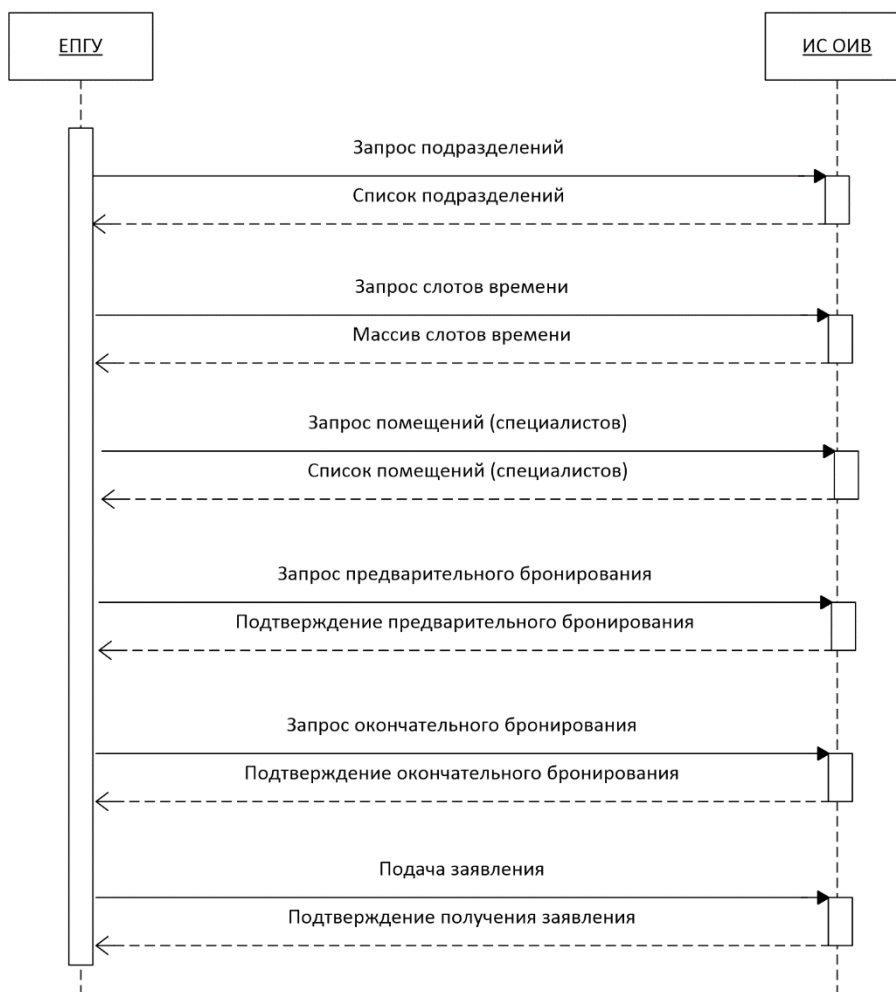 ЕПГУ
ИС ОИВ
Запрос подразделений
Список подразделений
Запрос слотов времени
Массив слотов времени
Запрос помещений (специалистов)
Список помещений (специалистов)
Запрос предварительного бронирования
Подтверждение предварительного бронирования
Запрос окончательного бронирования
Подтверждение окончательного бронирования
Подача заявления
Подтверждение получения заявления